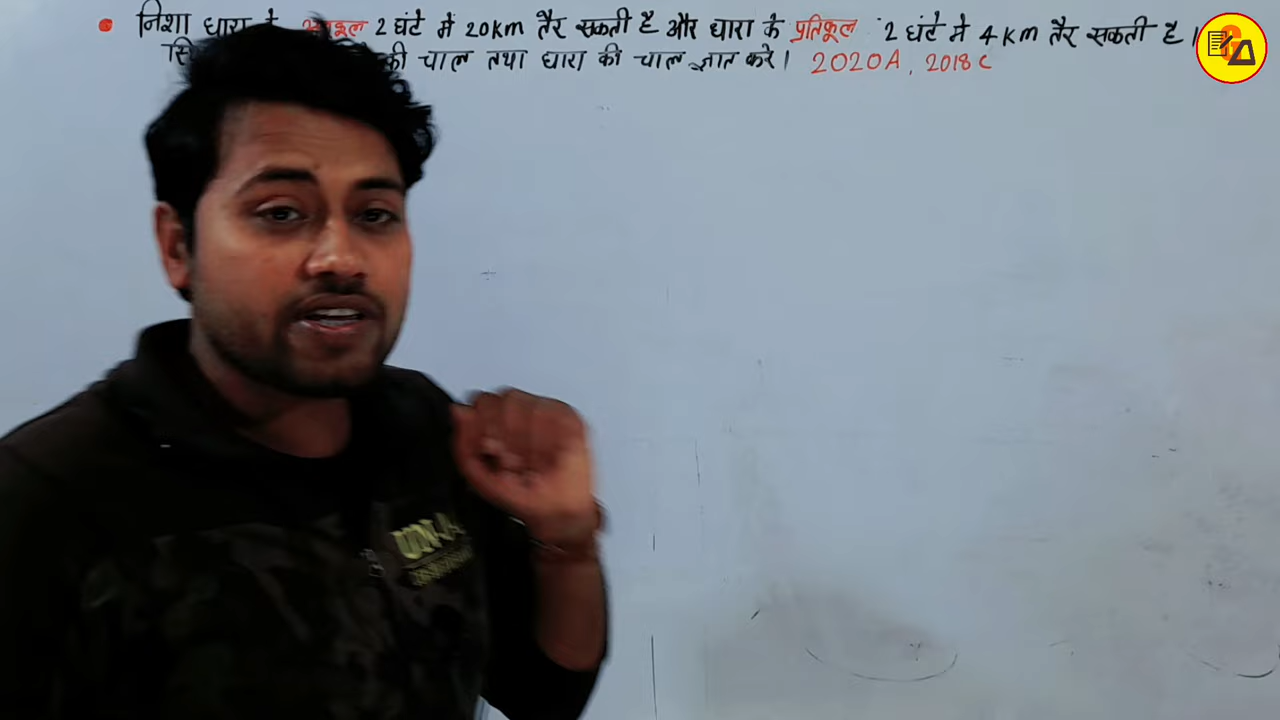 निशा धारा के अनुकूल 2 घंटे में 20km तैर सकती है और धारा के प्रतिकूल 2 घंटे में 4km तैर सकती है।
की चाल तथा धारा की चाल ज्ञात करे। 2020A, 2018C